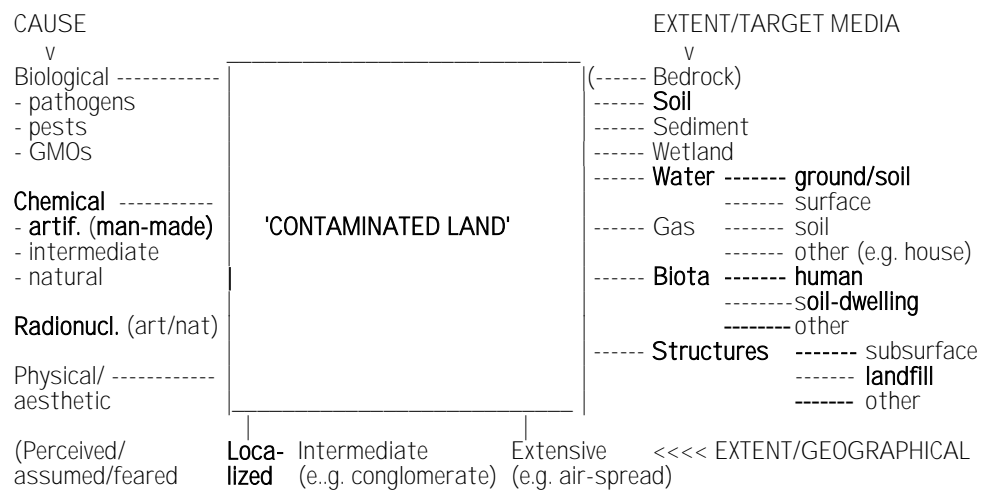 CAUSE EXTENT/TARGET MEDIA
v v
Biological ------------ (------ Bedrock)
- pathogens ------ Soil
- pests ------ Sediment
- GMOs ------ Wetland
------ Water ------- ground/soil
Chemical ----------- ------- surface
- artif. (man-made) 'CONTAMINATED LAND' ------ Gas ------- soil
- intermediate ------- other (e.g. house)
- natural ------ Biota ------- human
--------soil-dwelling
Radionucl. (art/nat) --------other
------ Structures ------- subsurface
Physical/ ------------ ------- landfill
aesthetic ------- other
(Perceived/ Loca- Intermediate Extensive <<<< EXTENT/GEOGRAPHICAL
assumed/feared lized (e..g. conglomerate) (e.g. air-spread)